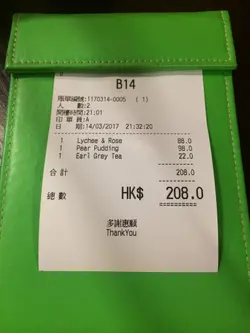 B14
賬單編號:1170314-0005 (1)
人 數:2
開檯時間:21:01
印單員:A
日 期:14/03/2017 21:32:20
1 Lychee & Rose 88.0
1 Pear Pudding 98.0
1 Earl Grey Tea 22.0
合計 208.0
總數 HK$ 208.0
多謝惠顧
ThankYou